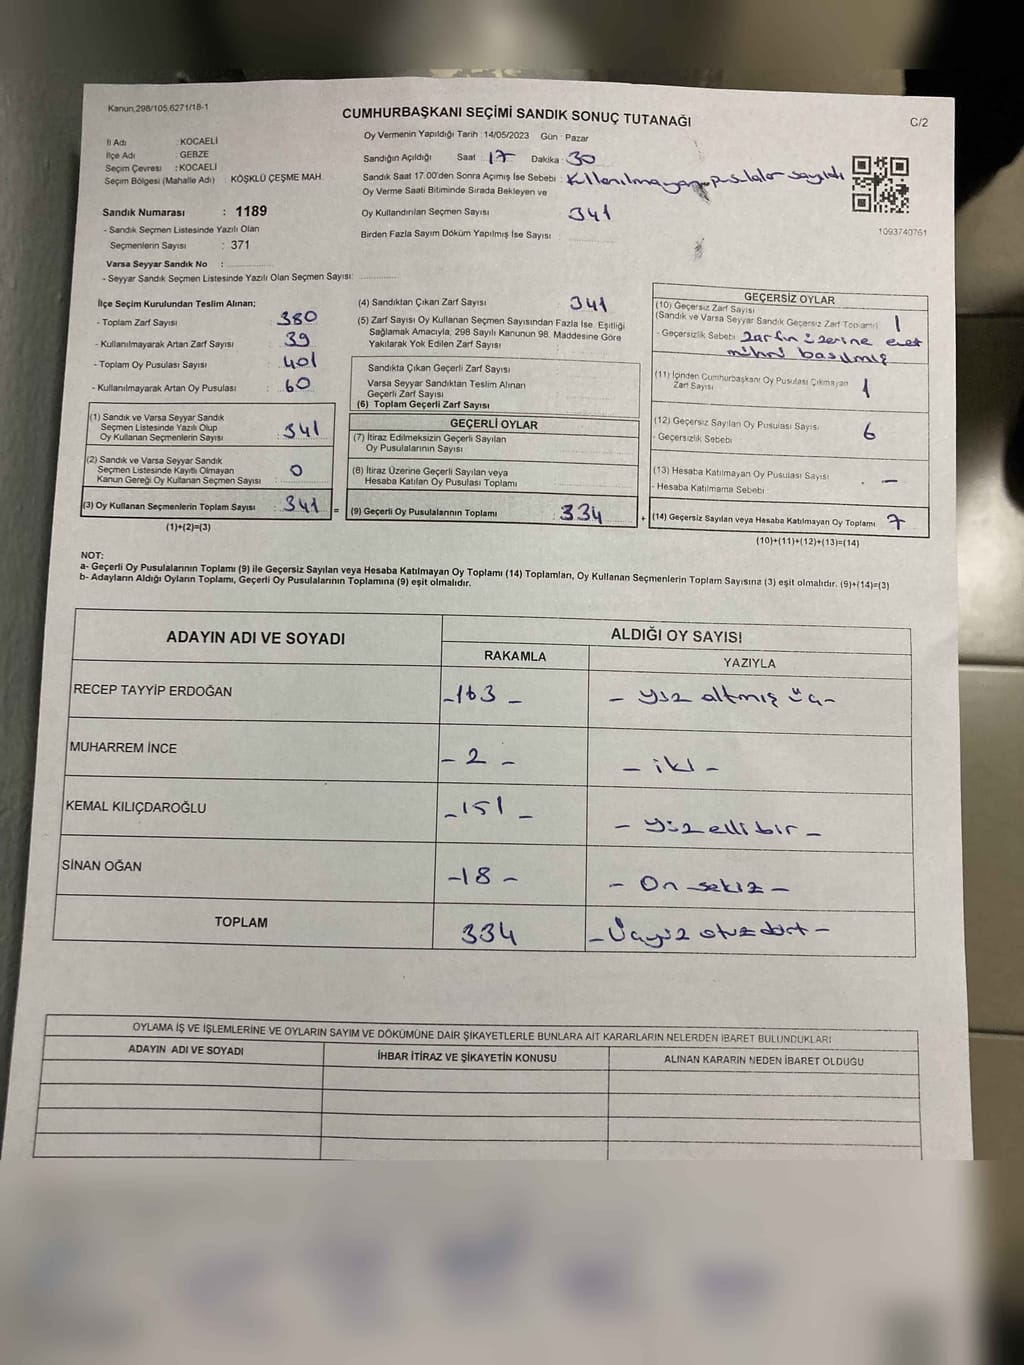 Kanun,298/105,6271/18-1
CUMHURBAŞKANI SEÇİMİ SANDIK SONUÇ TUTANAĞI
C/2
İl Adı : KOCAELİ
İlçe Adı : GEBZE
Seçim Çevresi : KOCAELİ
Seçim Bölgesi (Mahalle Adı) : KÖŞKLÜ ÇEŞME MAH.
Sandık Numarası : 1189
- Sandık Seçmen Listesinde Yazılı Olan
Seçmenlerin Sayısı : 371
Varsa Seyyar Sandık No :
- Seyyar Sandık Seçmen Listesinde Yazılı Olan Seçmen Sayısı:
Oy Vermenin Yapıldığı Tarih : 14/05/2023 Gün : Pazar
Sandığın Açıldığı Saat : 17 Dakika : 30
Sandık Saat 17.00'den Sonra Açımış İse Sebebi : Kullanılmayan pusulalar sayıldı
Oy Verme Saati Bitiminde Sırada Bekleyen ve
Oy Kullandırılan Seçmen Sayısı 341
Birden Fazla Sayım Döküm Yapılmış İse Sayısı
1093740761
İlçe Seçim Kurulundan Teslim Alınan;
- Toplam Zarf Sayısı : 380
- Kullanılmayarak Artan Zarf Sayısı : 39
- Toplam Oy Pusulası Sayısı : 401
- Kullanılmayarak Artan Oy Pusulası : 60
(1) Sandık ve Varsa Seyyar Sandık
Seçmen Listesinde Yazılı Olup
Oy Kullanan Seçmenlerin Sayısı : 341
(2) Sandık ve Varsa Seyyar Sandık
Seçmen Listesinde Kayıtlı Olmayan
Kanun Gereği Oy Kullanan Seçmen Sayısı : 0
(3) Oy Kullanan Seçmenlerin Toplam Sayısı : 341
(1)+(2)=(3)
(4) Sandıktan Çıkan Zarf Sayısı 341
(5) Zarf Sayısı Oy Kullanan Seçmen Sayısından Fazla İse. Eşitliği
Sağlamak Amacıyla, 298 Sayılı Kanunun 98. Maddesine Göre
Yakılarak Yok Edilen Zarf Sayısı
Sandıkta Çıkan Geçerli Zarf Sayısı
Varsa Seyyar Sandıktan Teslim Alınan
Geçerli Zarf Sayısı
(6) Toplam Geçerli Zarf Sayısı
GEÇERLİ OYLAR
(7) İtiraz Edilmeksizin Geçerli Sayılan
Oy Pusulalarının Sayısı
(8) İtiraz Üzerine Geçerli Sayılan veya
Hesaba Katılan Oy Pusulası Toplamı
= (9) Geçerli Oy Pusulalarının Toplamı 334
GEÇERSİZ OYLAR
(10) Geçersiz Zarf Sayısı
(Sandık ve Varsa Seyyar Sandık Geçersiz Zarf Toplamı) 1
- Geçersizlik Sebebi : Zarfın üzerine evet
mührü basılmış
(11) İçinden Cumhurbaşkanı Oy Pusulası Çıkmayan
Zarf Sayısı 1
(12) Geçersiz Sayılan Oy Pusulası Sayısı 6
- Geçersizlik Sebebi
(13) Hesaba Katılmayan Oy Pusulası Sayısı : -
- Hesaba Katılmama Sebebi
+ (14) Geçersiz Sayılan veya Hesaba Katılmayan Oy Toplamı 7
(10)+(11)+(12)+(13)=(14)
NOT:
a- Geçerli Oy Pusulalarının Toplamı (9) ile Geçersiz Sayılan veya Hesaba Katılmayan Oy Toplamı (14) Toplamları, Oy Kullanan Seçmenlerin Toplam Sayısına (3) eşit olmalıdır. (9)+(14)=(3)
b- Adayların Aldığı Oyların Toplamı, Geçerli Oy Pusulalarının Toplamına (9) eşit olmalıdır.
ADAYIN ADI VE SOYADI ALDIĞI OY SAYISI
RAKAMLA YAZIYLA
RECEP TAYYİP ERDOĞAN -163- -yüz altmış üç-
MUHARREM İNCE -2- -iki-
KEMAL KILIÇDAROĞLU -151- -yüz elli bir-
SİNAN OĞAN -18- -On sekiz-
TOPLAM 334 -Üçyüz otuz dört-
OYLAMA İŞ VE İŞLEMLERİNE VE OYLARIN SAYIM VE DÖKÜMÜNE DAİR ŞİKAYETLERLE BUNLARA AİT KARARLARIN NELERDEN İBARET BULUNDUKLARI
ADAYIN ADI VE SOYADI İHBAR İTİRAZ VE ŞİKAYETİN KONUSU ALINAN KARARIN NEDEN İBARET OLDUĞU